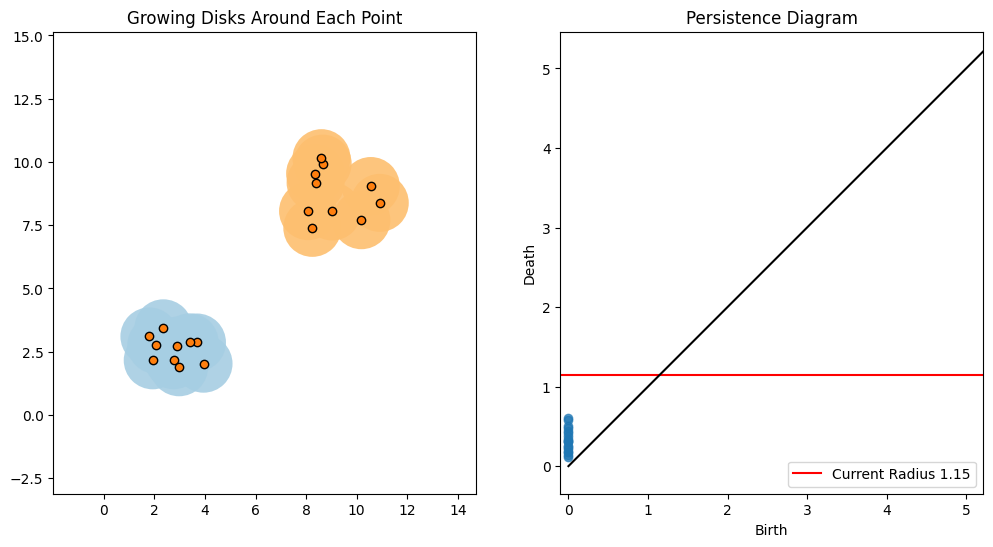 Growing Disks Around Each Point
15.0
12.5
10.0
7.5
5.0
2.5
0.0
−2.5
0 2 4 6 8 10 12 14
Persistence Diagram
Death
5
4
3
2
1
0
Current Radius 1.15
0 1 2 3 4 5
Birth